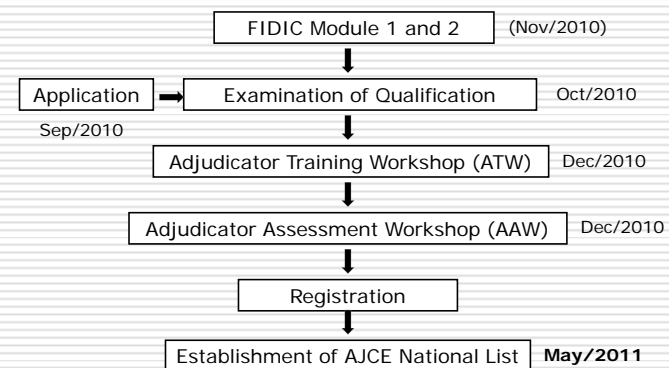 FIDIC Module 1 and 2 (Nov/2010)
Application Examination of Qualification Oct/2010
Sep/2010
Adjudicator Training Workshop (ATW) Dec/2010
Adjudicator Assessment Workshop (AAW) Dec/2010
Registration
Establishment of AJCE National List May/2011